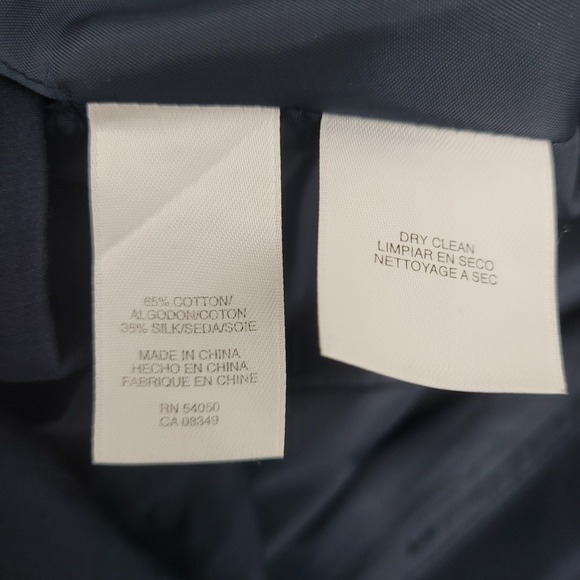 65% COTTON/
ALGODON/COTON
35% SILK/SEDA/SOIE
MADE IN CHINA
HECHO EN CHINA
FABRIQUE EN CHINE
RN 54050
CA 08349
DRY CLEAN
LIMPIAR EN SECO
NETTOYAGE A SEC